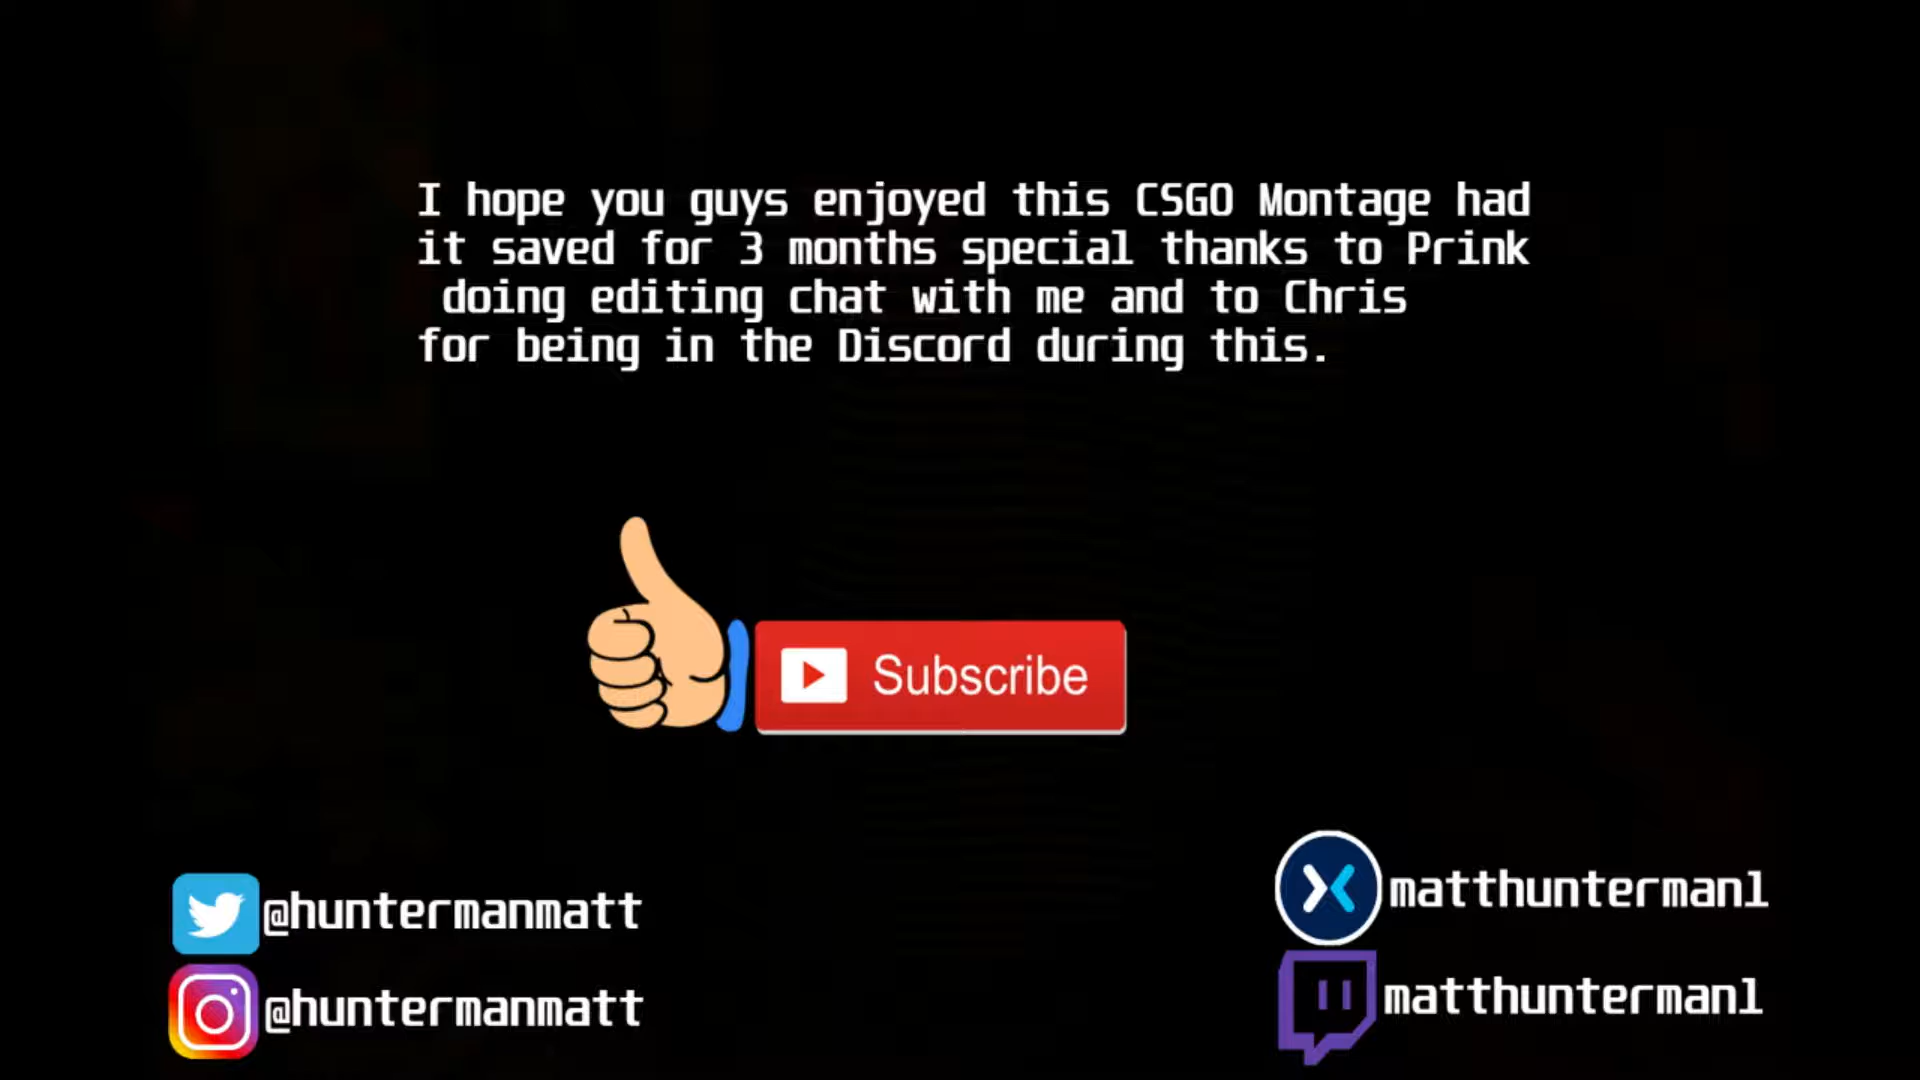 I hope you guys enjoyed this CSGO Montage had
it saved for 3 months special thanks to Prink
doing editing chat with me and to Chris
for being in the Discord during this.
Subscribe
@huntermanmatt
@huntermanmatt
matthunterman1
matthunterman1